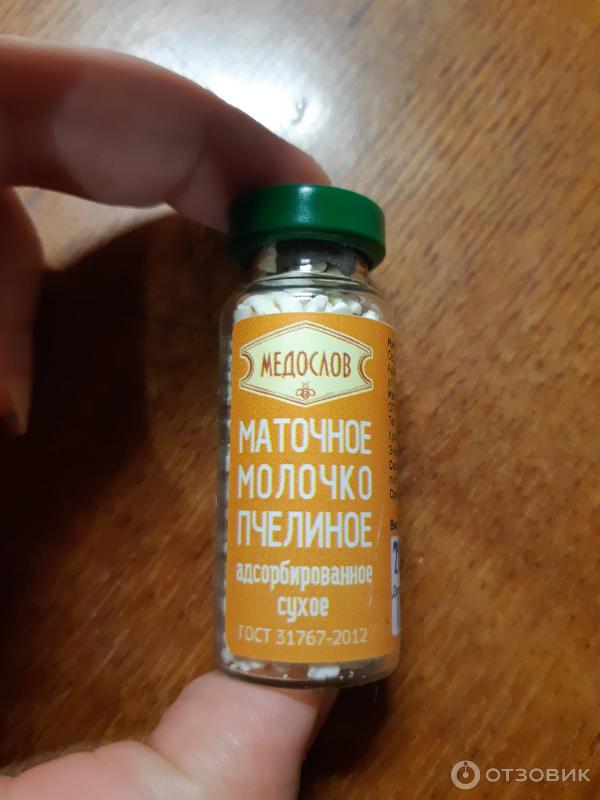 МЕДОСЛОВ
МАТОЧНОЕ
МОЛОЧКО
ПЧЕЛИНОЕ
адсорбированное
сухое
ГОСТ 31767-2012
ОТЗОВИК